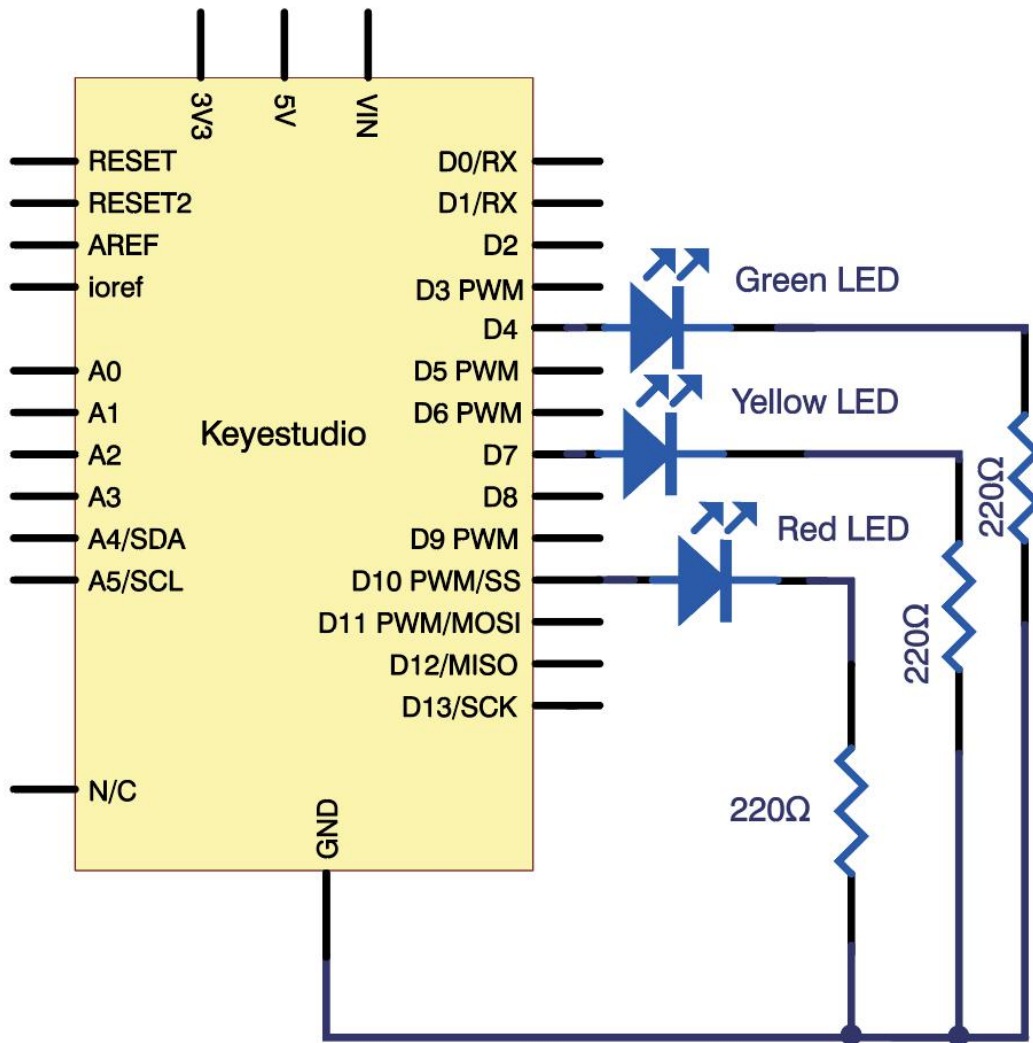 3V3
5V
VIN
RESET
RESET2
AREF
ioref
A0
A1
A2
A3
A4/SDA
A5/SCL
N/C
Keyestudio
D0/RX
D1/RX
D2
D3 PWM
D4
D5 PWM
D6 PWM
D7
D8
D9 PWM
D10 PWM/SS
D11 PWM/MOSI
D12/MISO
D13/SCK
GND
Green LED
Yellow LED
Red LED
220Ω
220Ω
220Ω